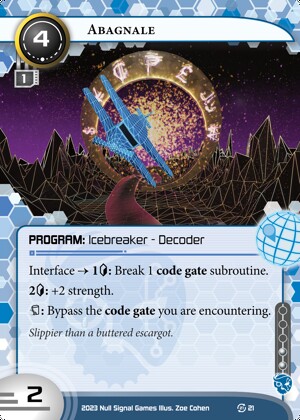 4
ABAGNALE
1
PROGRAM: Icebreaker - Decoder
Interface → 1: Break 1 code gate subroutine.
2: +2 strength.
: Bypass the code gate you are encountering.
Slipper than a buttered escargot.
2
2023 Null Signal Games Illus. Zoe Cohen
21